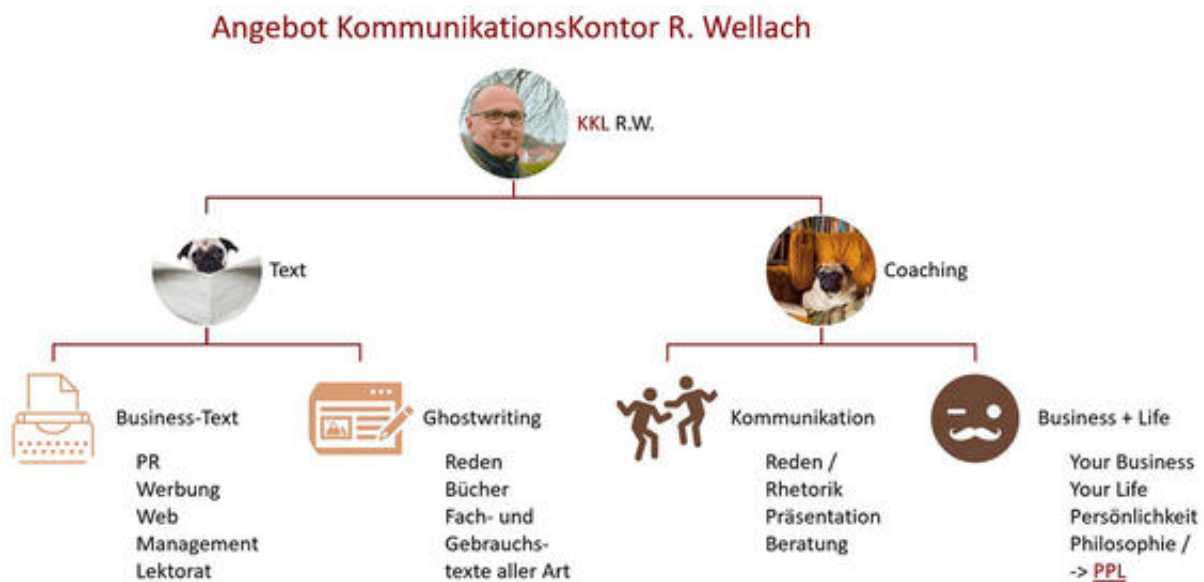 Angebot KommunikationsKontor R. Wellach
KKL R.W.
Text
Coaching
Business-Text
PR
Werbung
Web
Management
Lektorat
Ghostwriting
Reden
Bücher
Fach- und
Gebrauchs-
texte aller Art
Kommunikation
Reden /
Rhetorik
Präsentation
Beratung
Business + Life
Your Business
Your Life
Persönlichkeit
Philosophie /
-> PPL